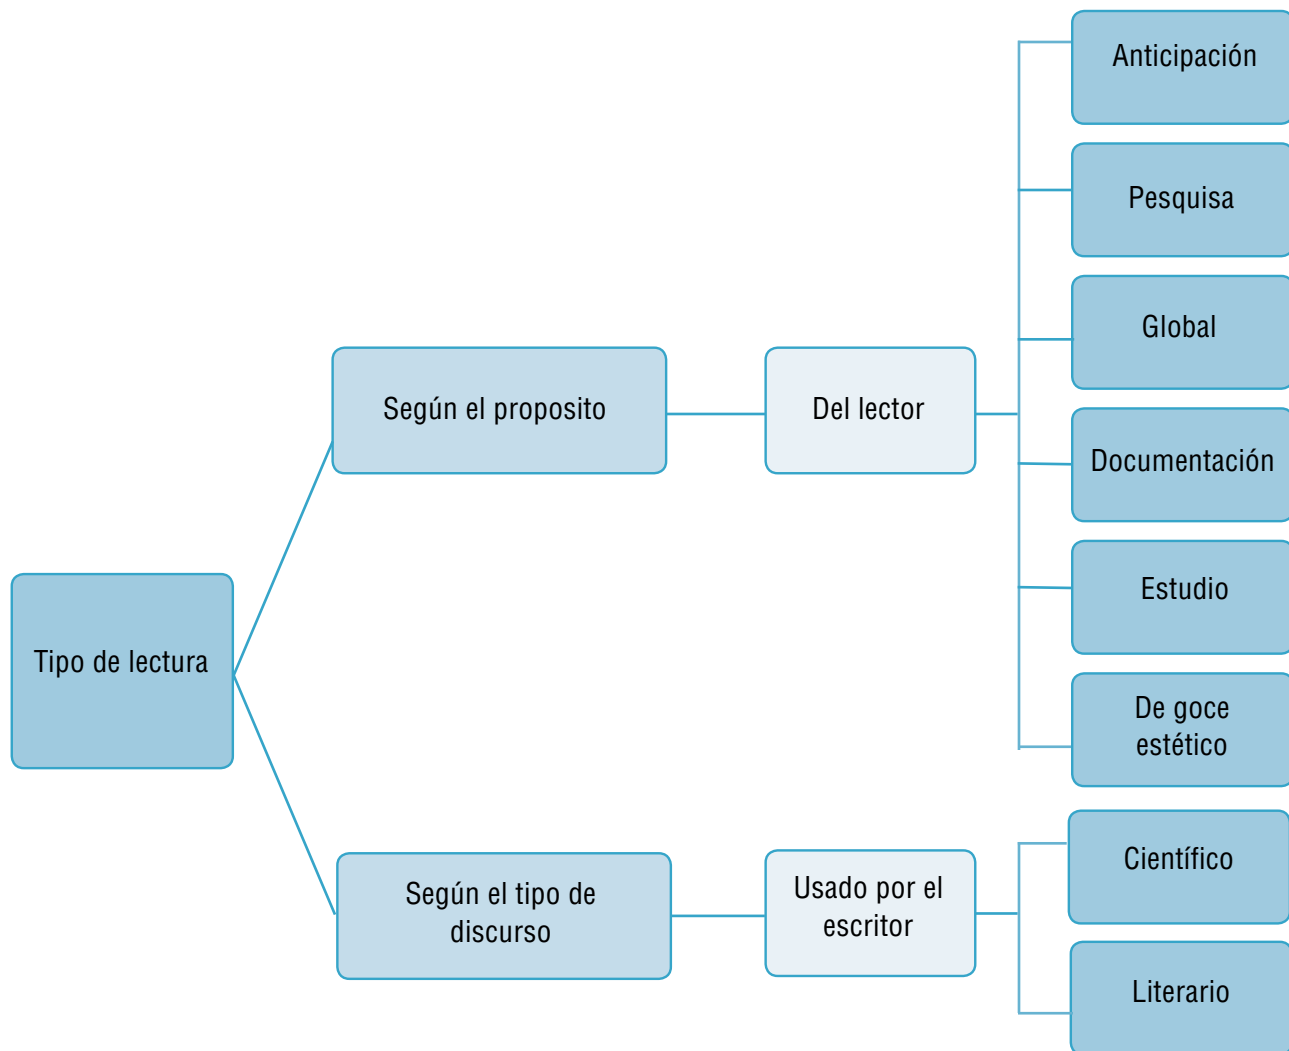 Anticipación
Pesquisa
Global
Según el proposito
Del lector
Documentación
Estudio
Tipo de lectura
De goce
estético
Científico
Según el tipo de
discurso
Usado por el
escritor
Literario